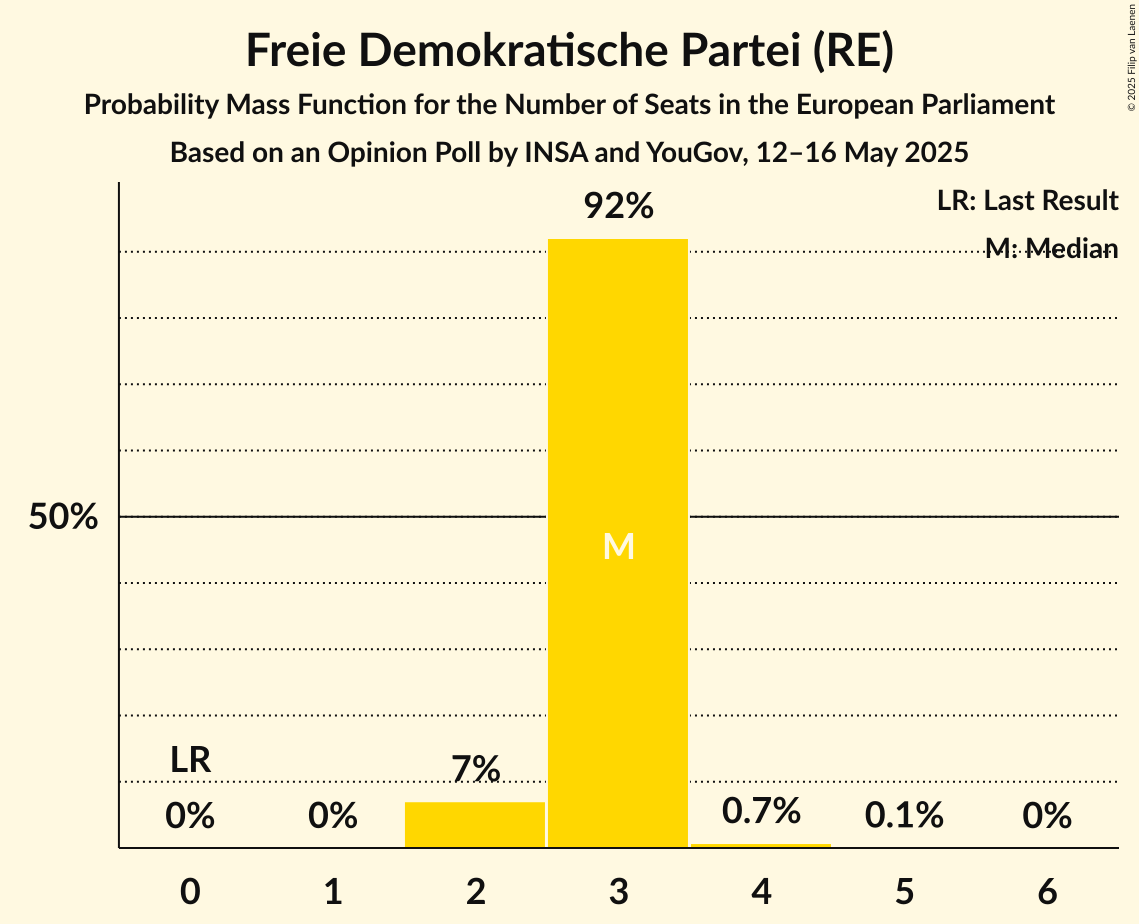 Freie Demokratische Partei (RE)
Probability Mass Function for the Number of Seats in the European Parliament
Based on an Opinion Poll by INSA and YouGov, 12–16 May 2025
© 2025 Filip van Laenen
LR: Last Result
M: Median
92%
50%
M
LR
7%
0% 0% 0.7% 0.1% 0%
0 1 2 3 4 5 6